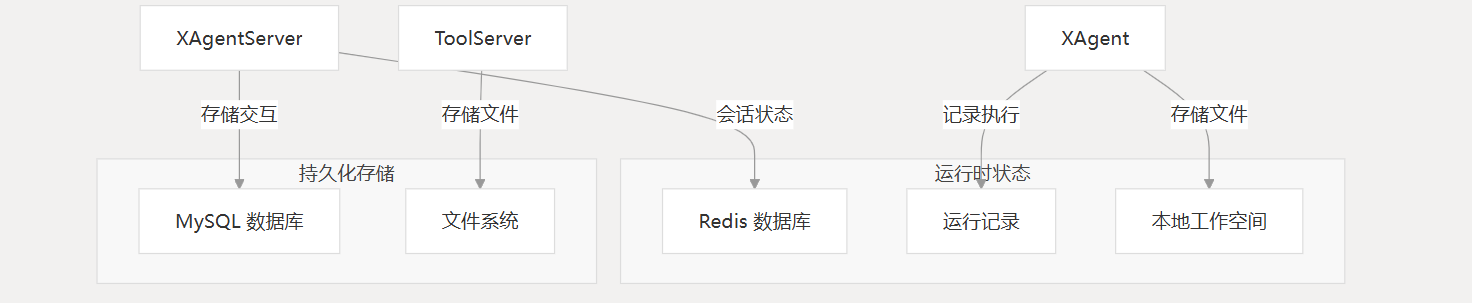 XAgentServer
ToolServer
XAgent
存储交互
存储文件
会话状态
记录执行
存储文件
持久化存储
运行时状态
MySQL 数据库
文件系统
Redis 数据库
运行记录
本地工作空间